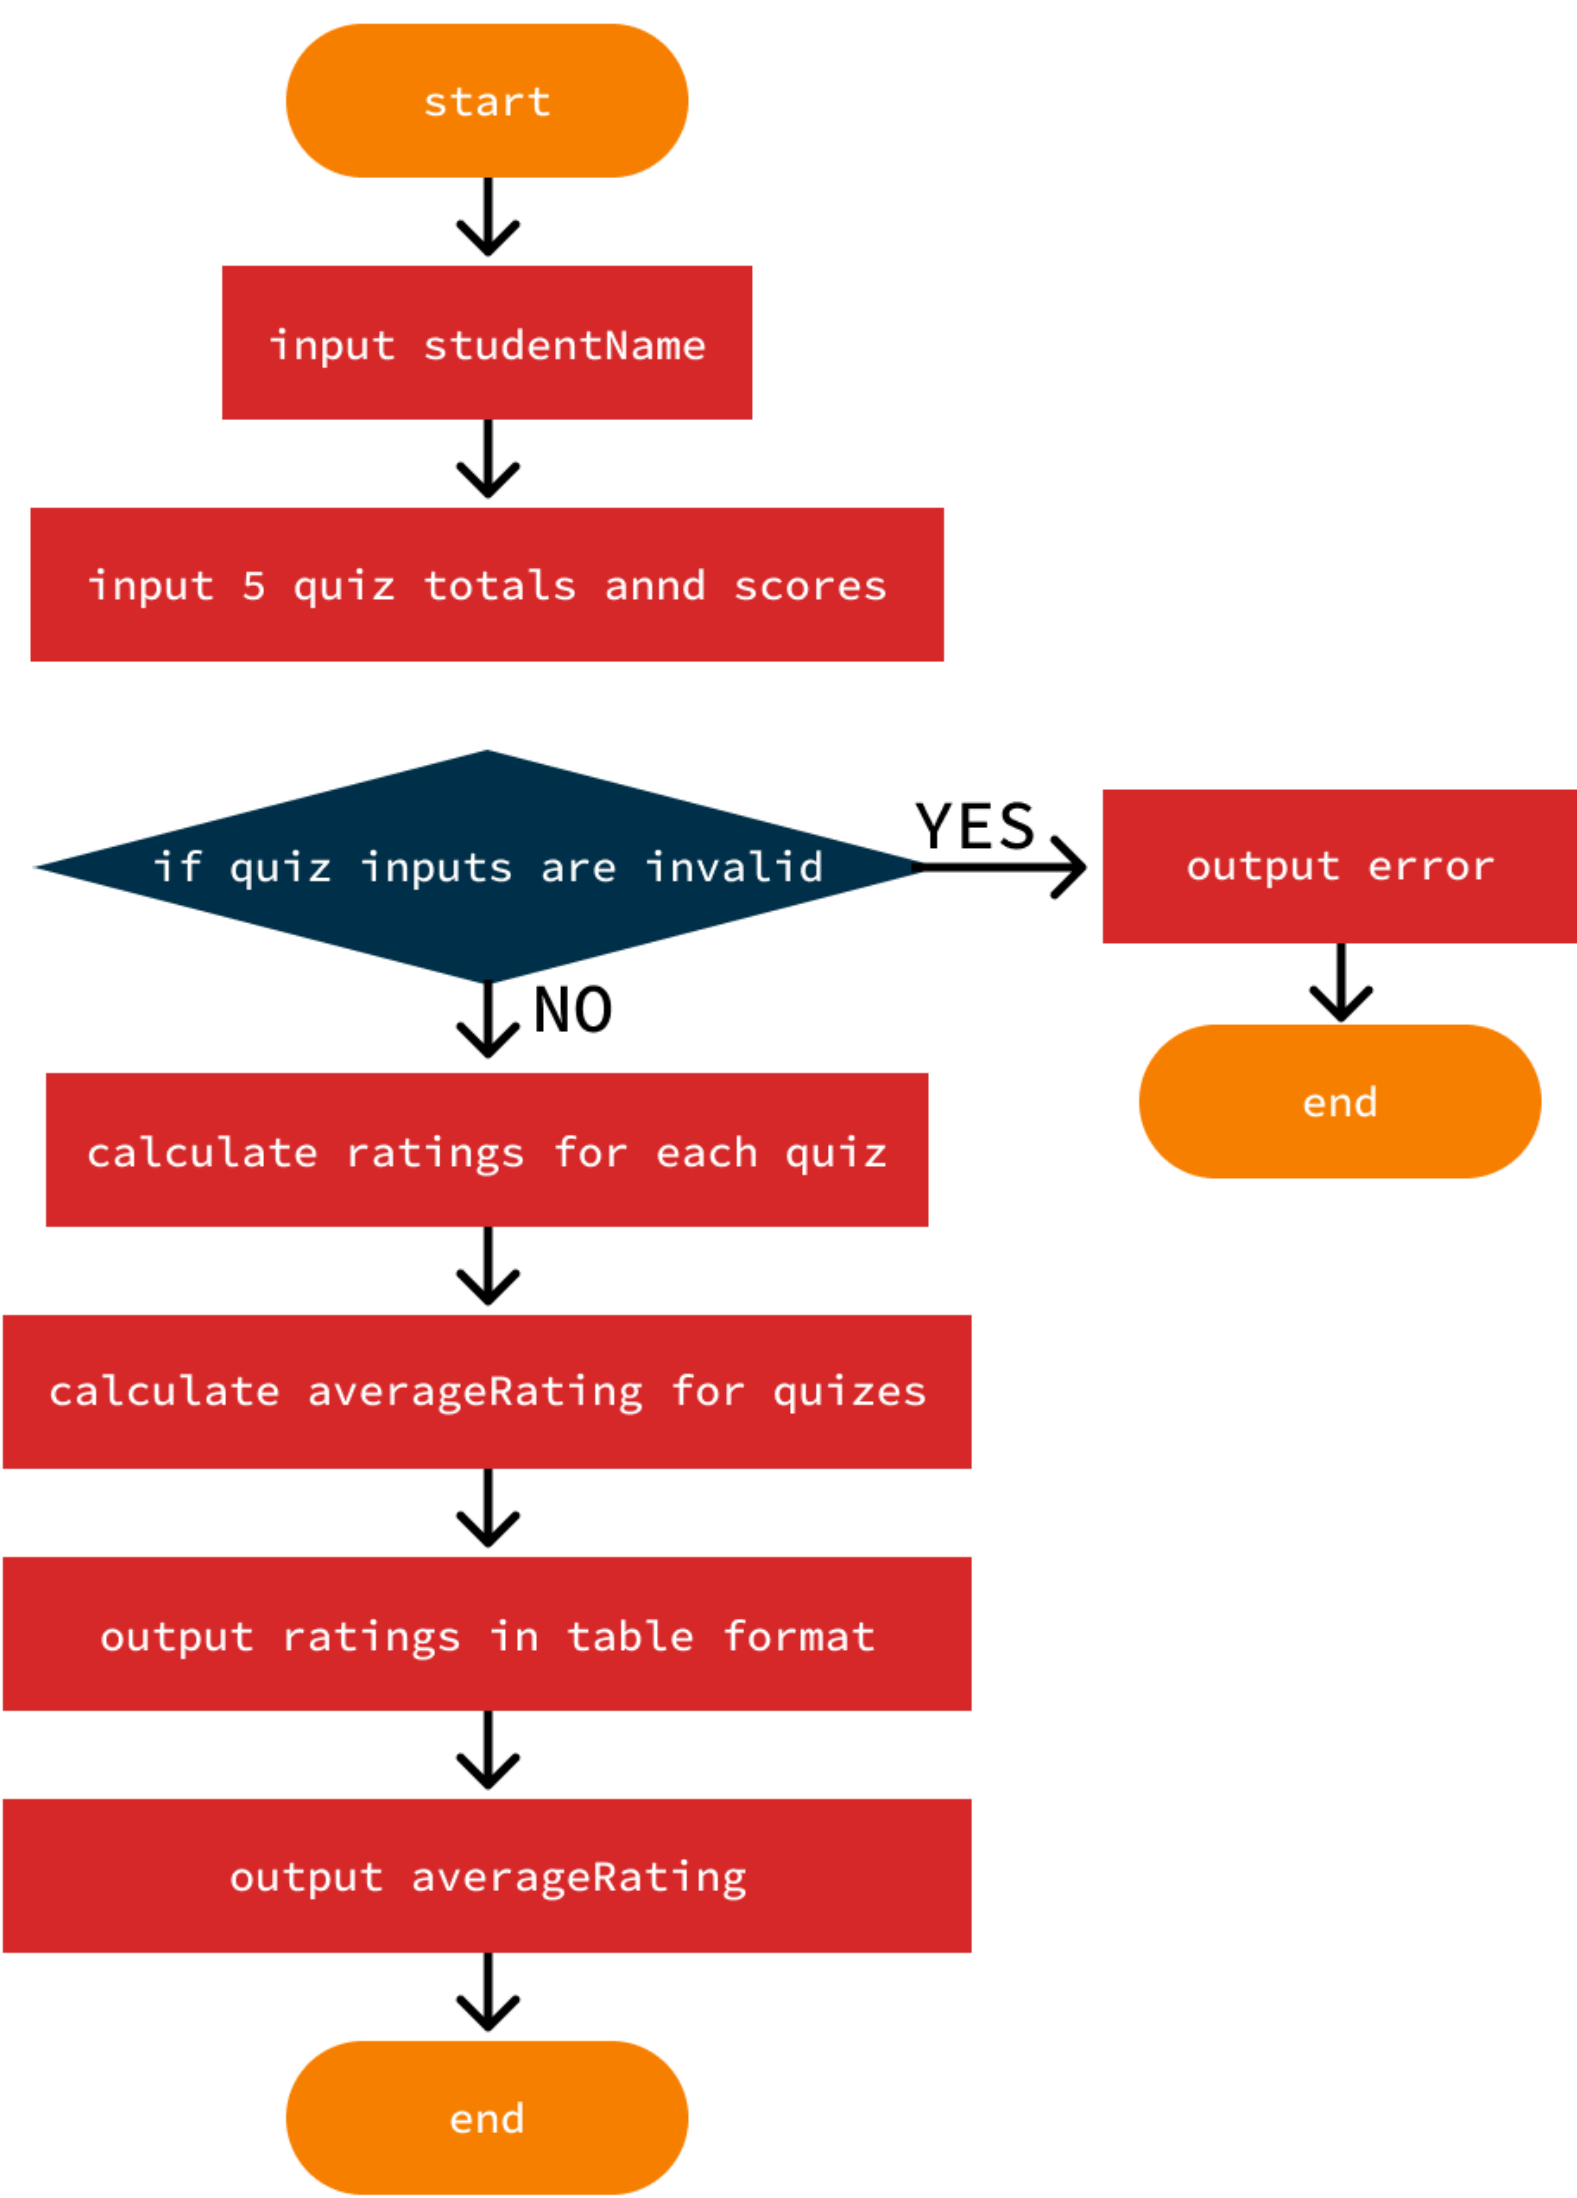 start
input studentName
input 5 quiz totals annd scores
if quiz inputs are invalid
YES
output error
end
NO
calculate ratings for each quiz
calculate averageRating for quizes
output ratings in table format
output averageRating
end